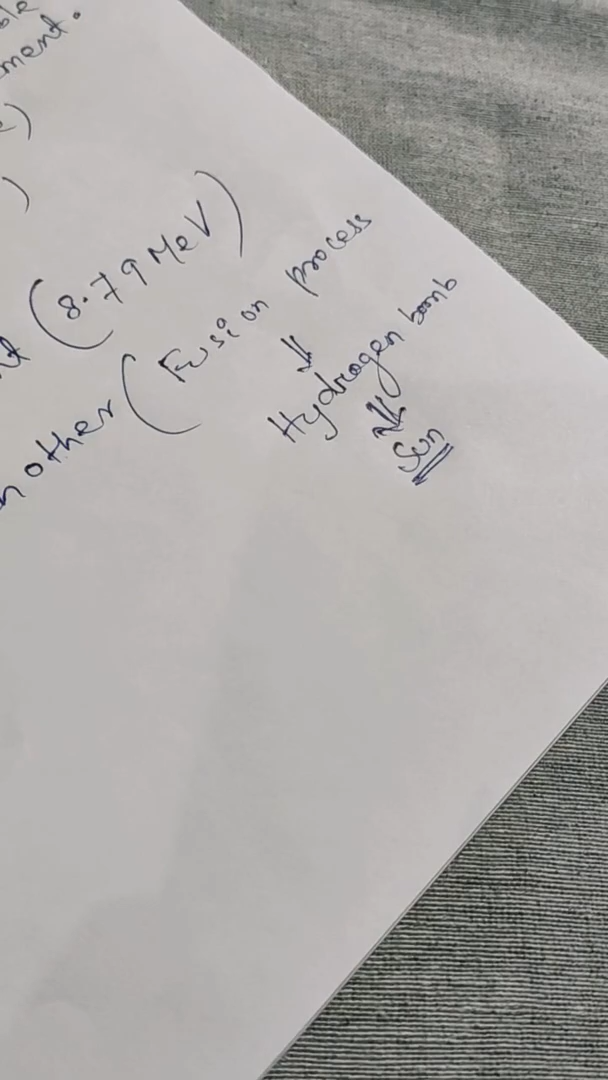 ment.
(8.79 MeV)
nother (Fusion process
⇓
Hydrogen bomb
⇓
Sun